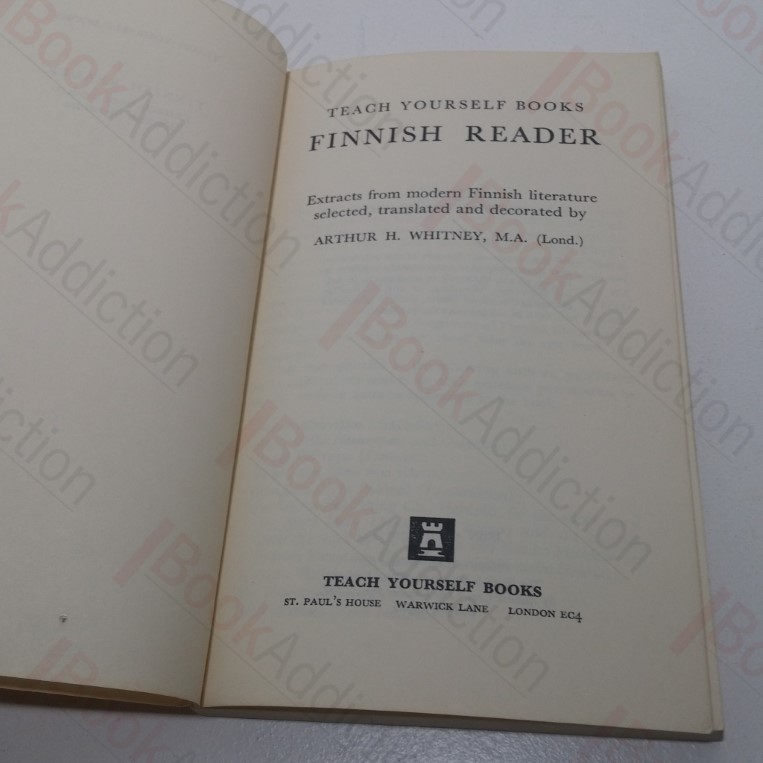 TEACH YOURSELF BOOKS
FINNISH READER
Extracts from modern Finnish literature
selected, translated and decorated by
ARTHUR H. WHITNEY, M.A. (Lond.)
TEACH YOURSELF BOOKS
ST. PAUL'S HOUSE WARWICK LANE LONDON EC4
BookAddiction